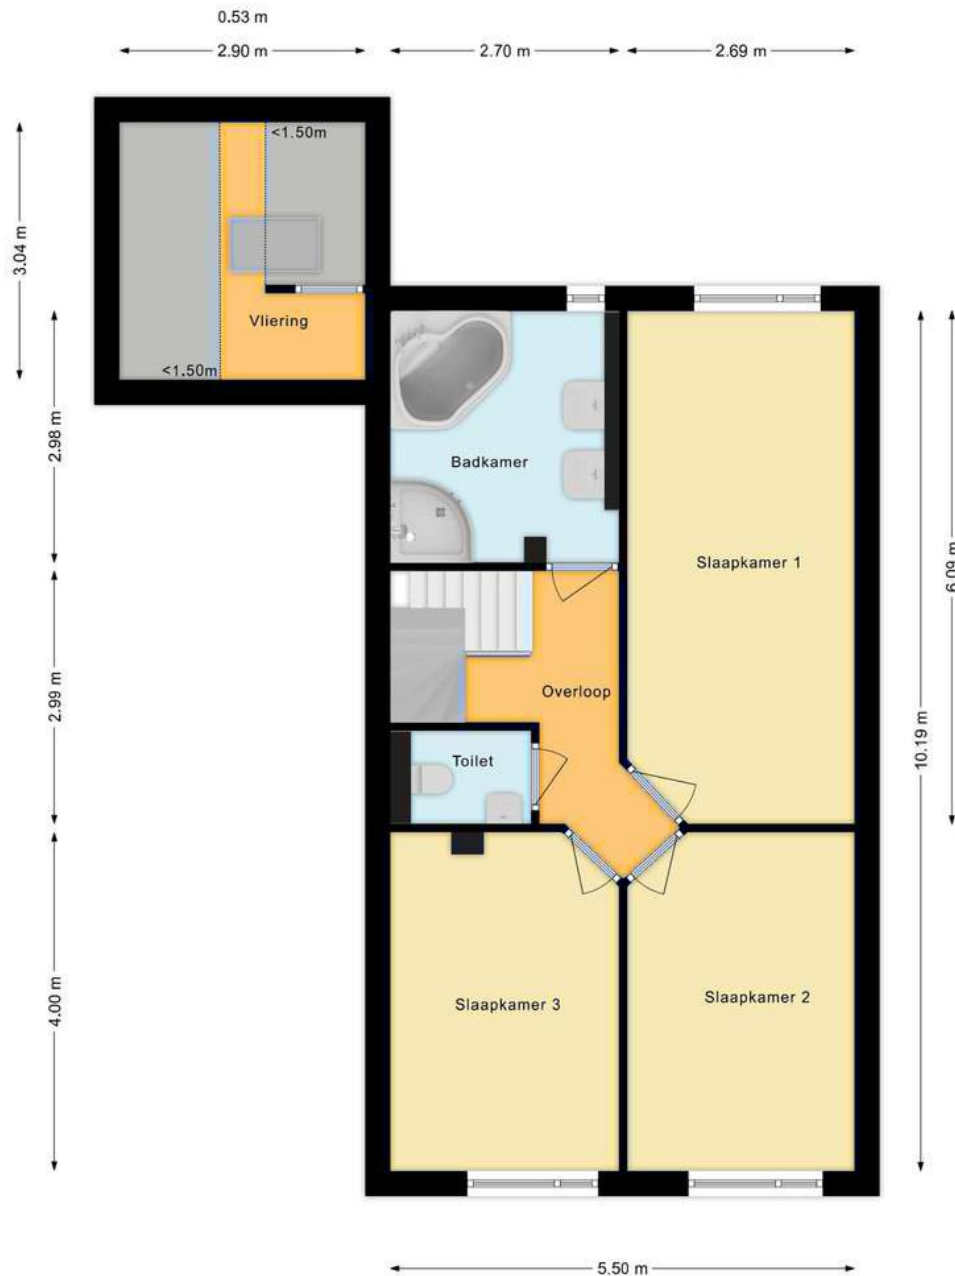 0.53 m
2.90 m
2.70 m
2.69 m
<1.50m
3.04 m
Vliering
<1.50m
2.98 m
Badkamer
Slaapkamer 1
6.09 m
2.99 m
Overloop
10.19 m
Toilet
4.00 m
Slaapkamer 3
Slaapkamer 2
5.50 m